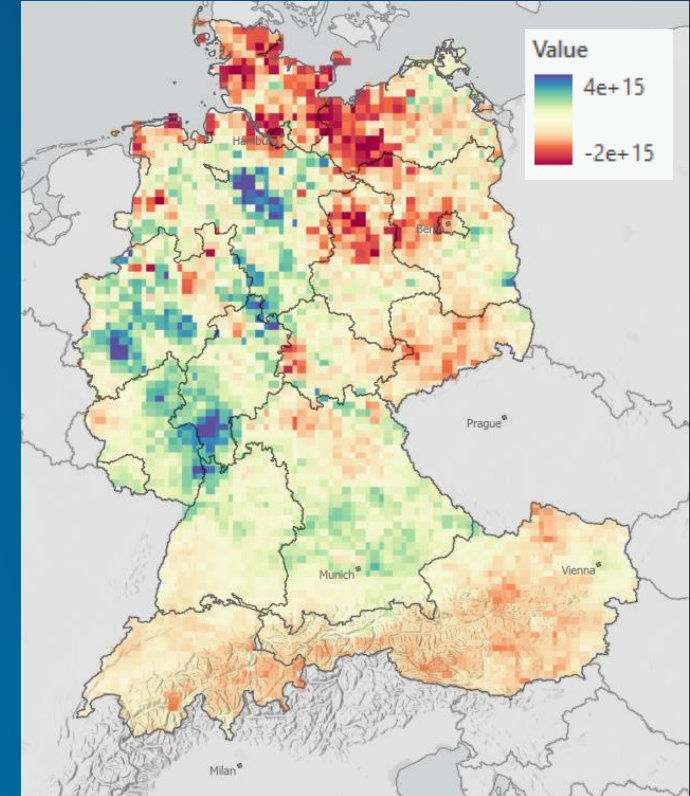 Value
4e+15
-2e+15
Hamburg
Berlin
Prague
Munich
Vienna
Milan